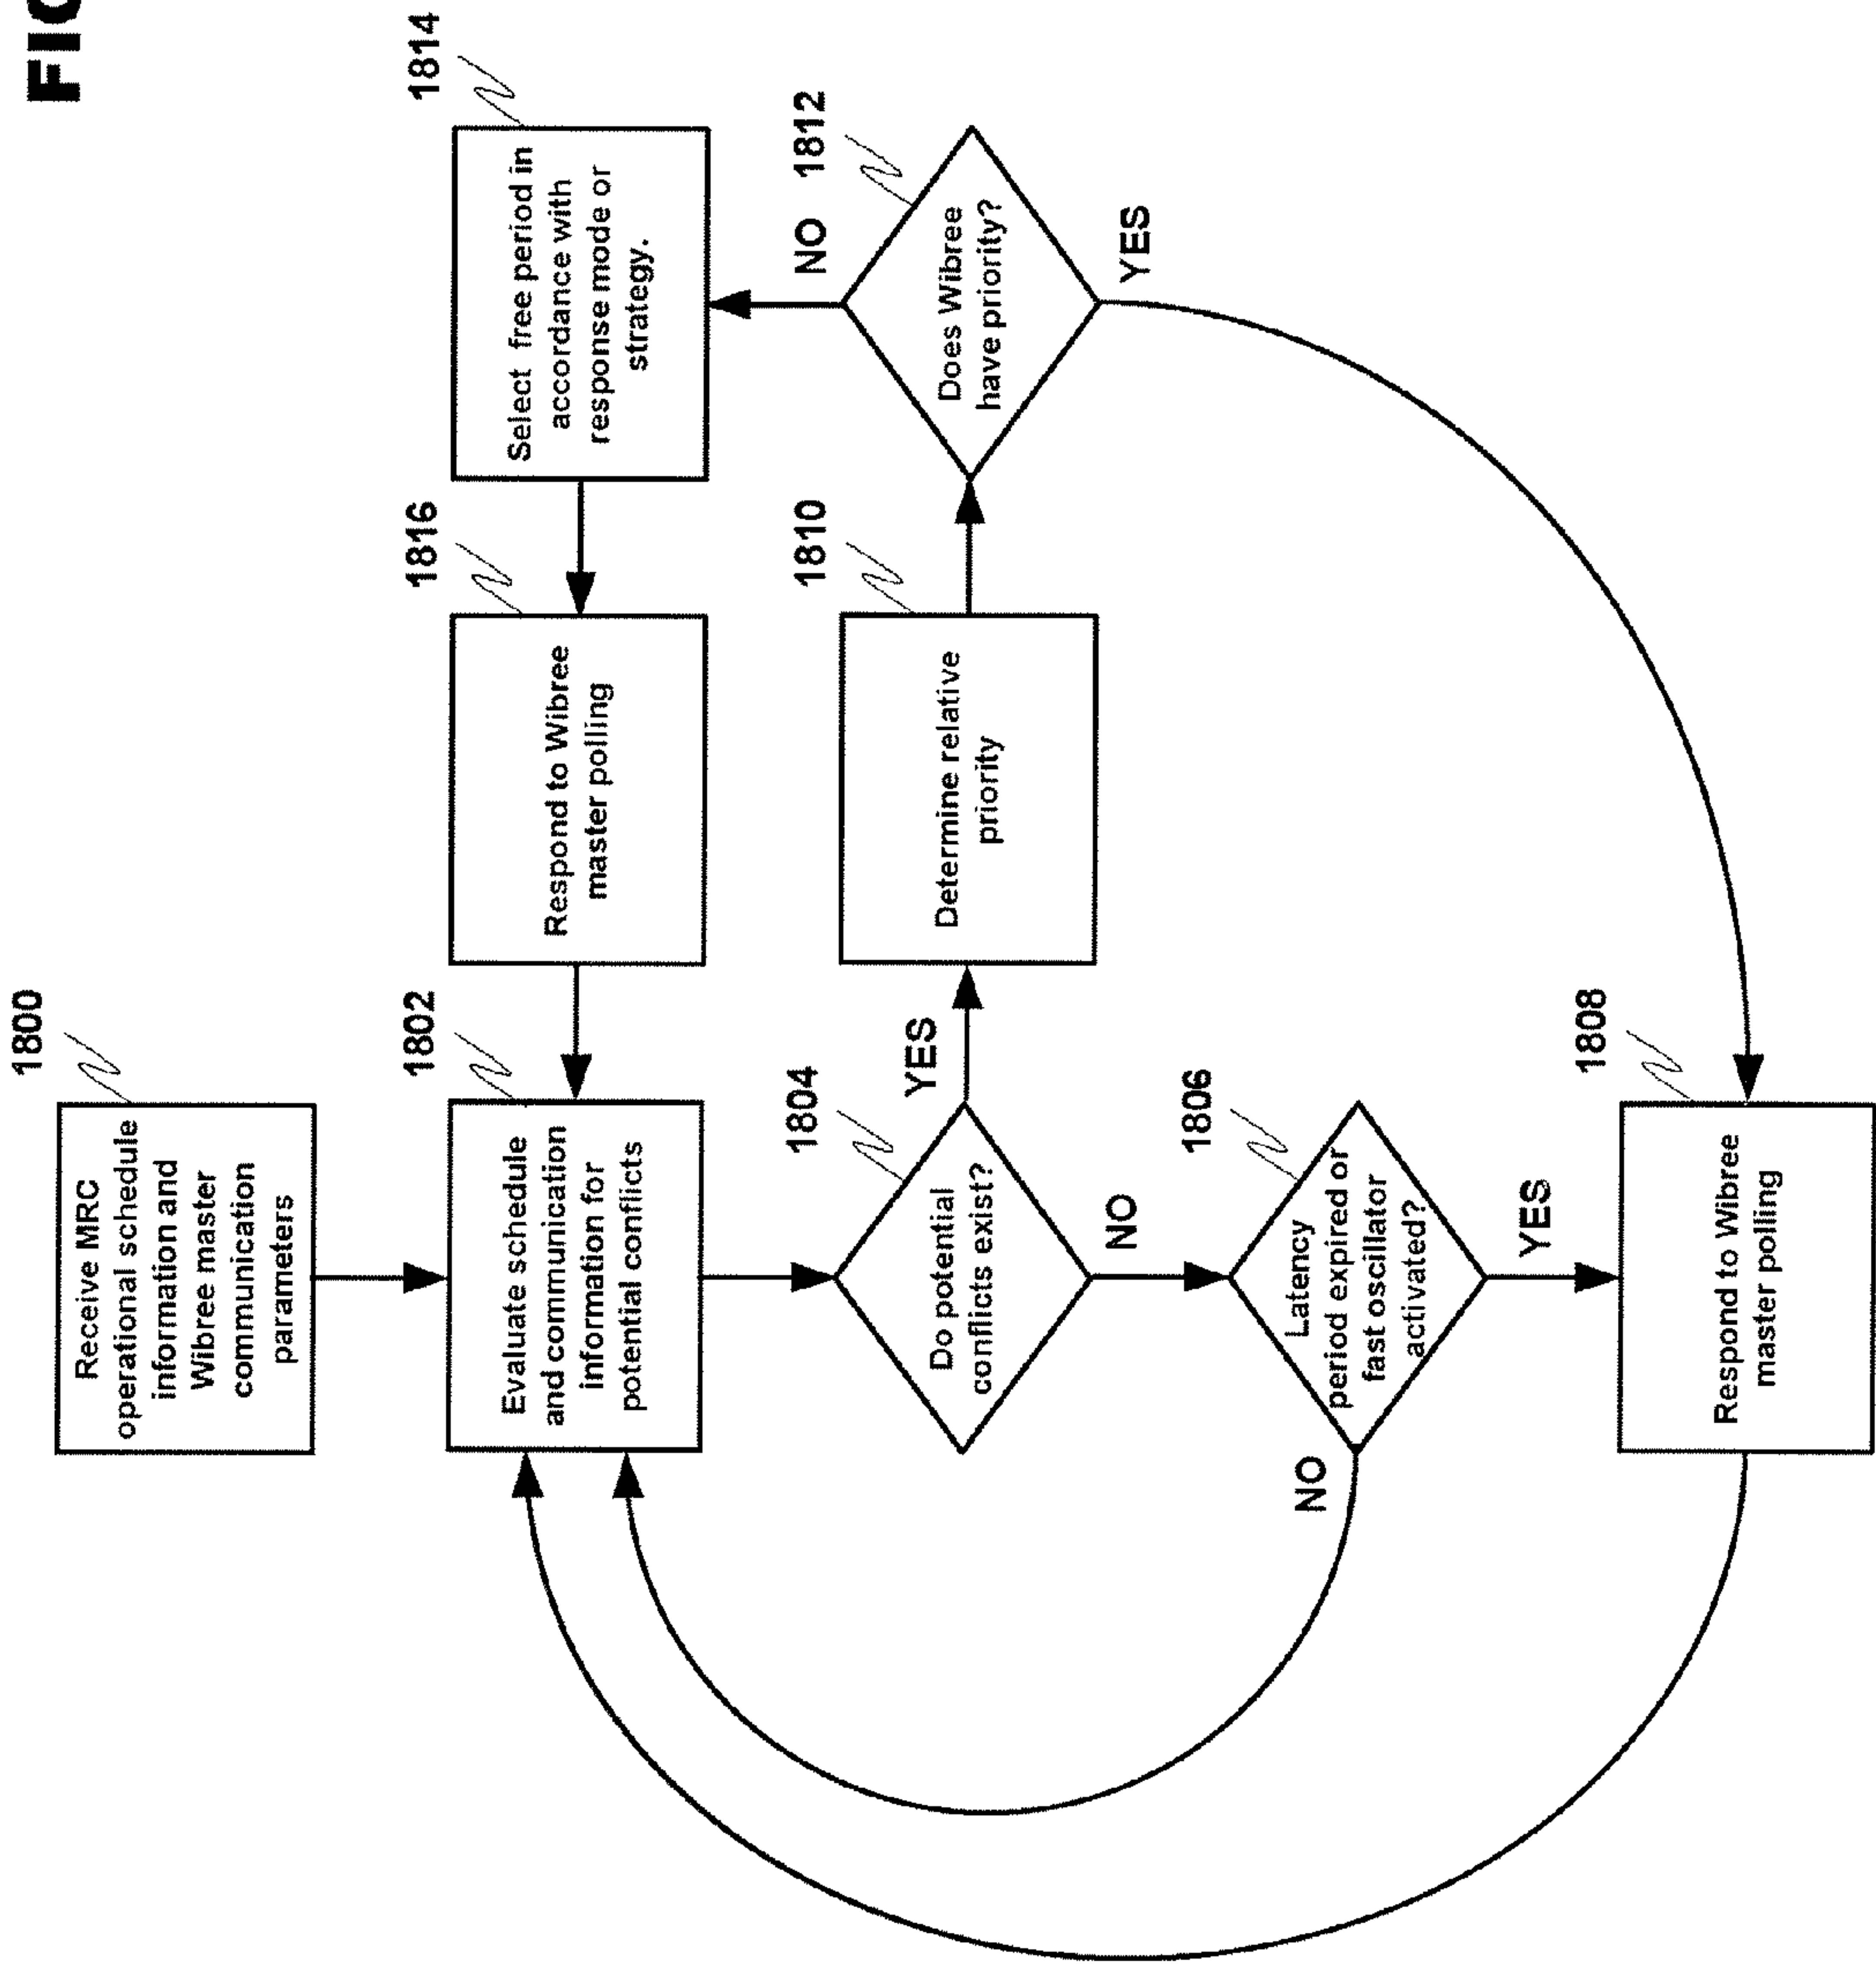 FIG
1800
Receive MRC
operational schedule
information and
Wibree master
communication
parameters
1802
Evaluate schedule
and communication
information for
potential conflicts
1804
Do potential
conflicts exist?
YES
NO
1806
Latency
period expired or
fast oscillator
activated?
NO
YES
1808
Respond to Wibree
master polling
1810
Determine relative
priority
1812
Does Wibree
have priority?
NO
YES
1814
Select free period in
accordance with
response mode or
strategy.
1816
Respond to Wibree
master polling